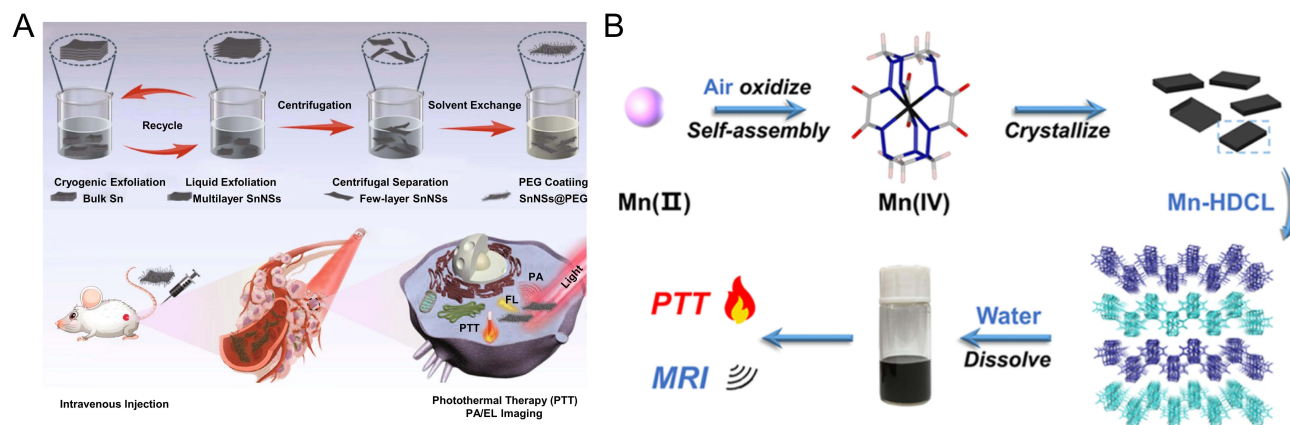 A
Centrifugation
Solvent Exchange
Recycle
Cryogenic Exfoliation
Liquid Exfoliation
Centrifugal Separation
PEG Coatiing
Bulk Sn
Multilayer SnNSs
Few-layer SnNSs
SnNSs@PEG
PA
Light
FL
PTT
Intravenous Injection
Photothermal Therapy (PTT)
PA/EL Imaging
B
Air oxidize
Self-assembly
Crystallize
Mn(II)
Mn(IV)
Mn-HDCL
PTT
MRI
Water
Dissolve